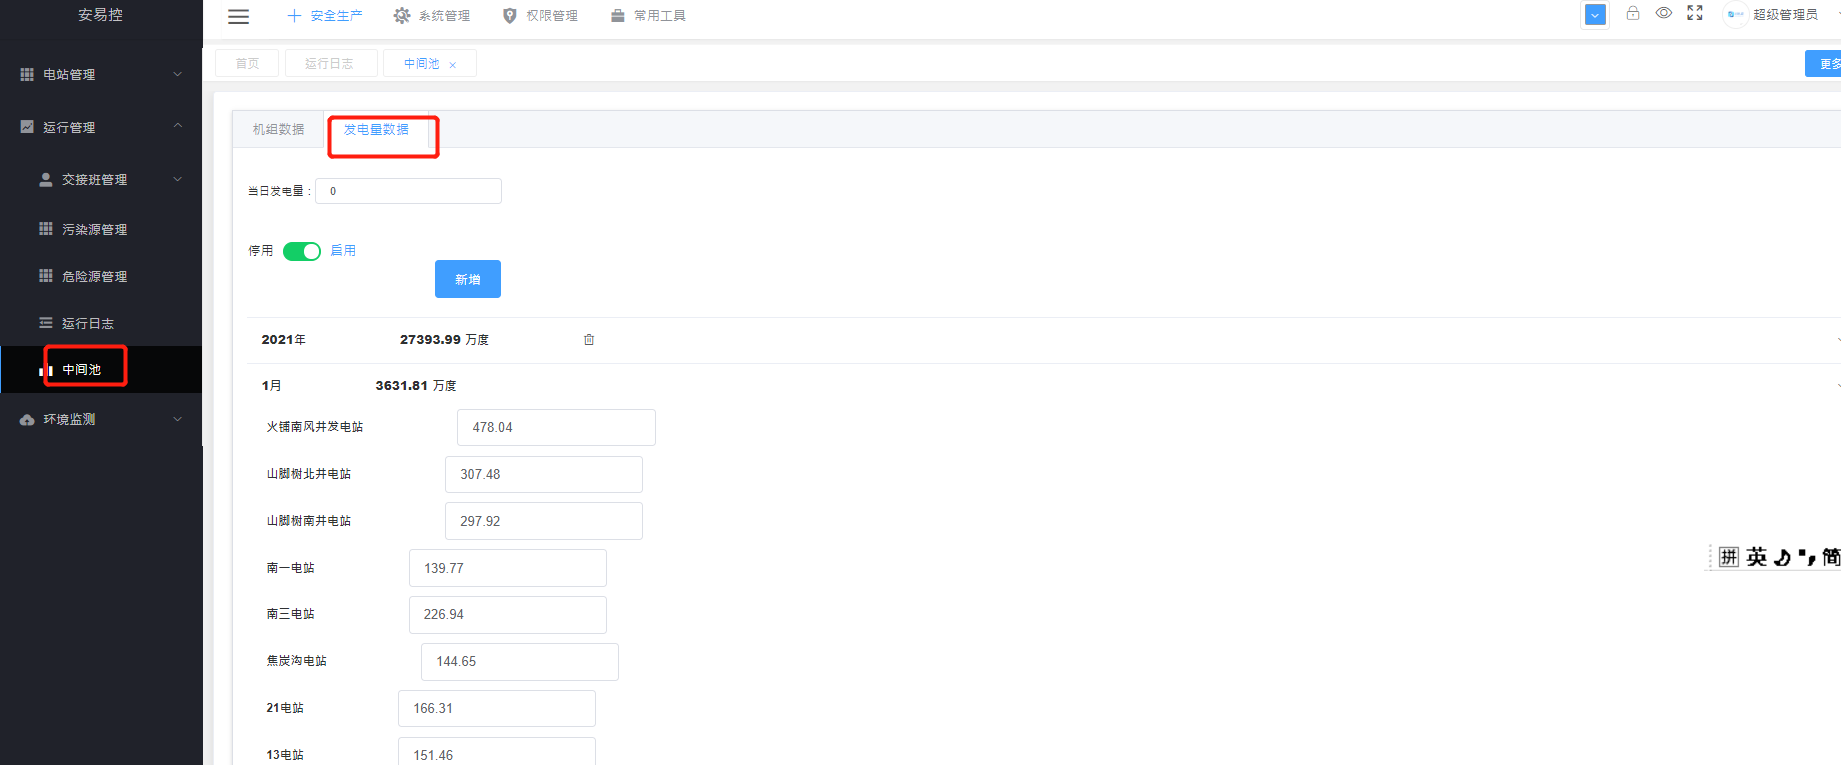 安易控
安全生产
系统管理
权限管理
常用工具
超级管理员
首页
运行日志
中间池 ×
更多
电站管理
运行管理
交接班管理
污染源管理
危险源管理
运行日志
中间池
环境监测
机组数据
发电量数据
当日发电量: 0
停用 启用
新增
2021年 27393.99 万度
1月 3631.81 万度
火铺南风井发电站 478.04
山脚树北井电站 307.48
山脚树南井电站 297.92
南一电站 139.77
南三电站 226.94
焦炭沟电站 144.65
21电站 166.31
13电站 151.46
拼 英 简